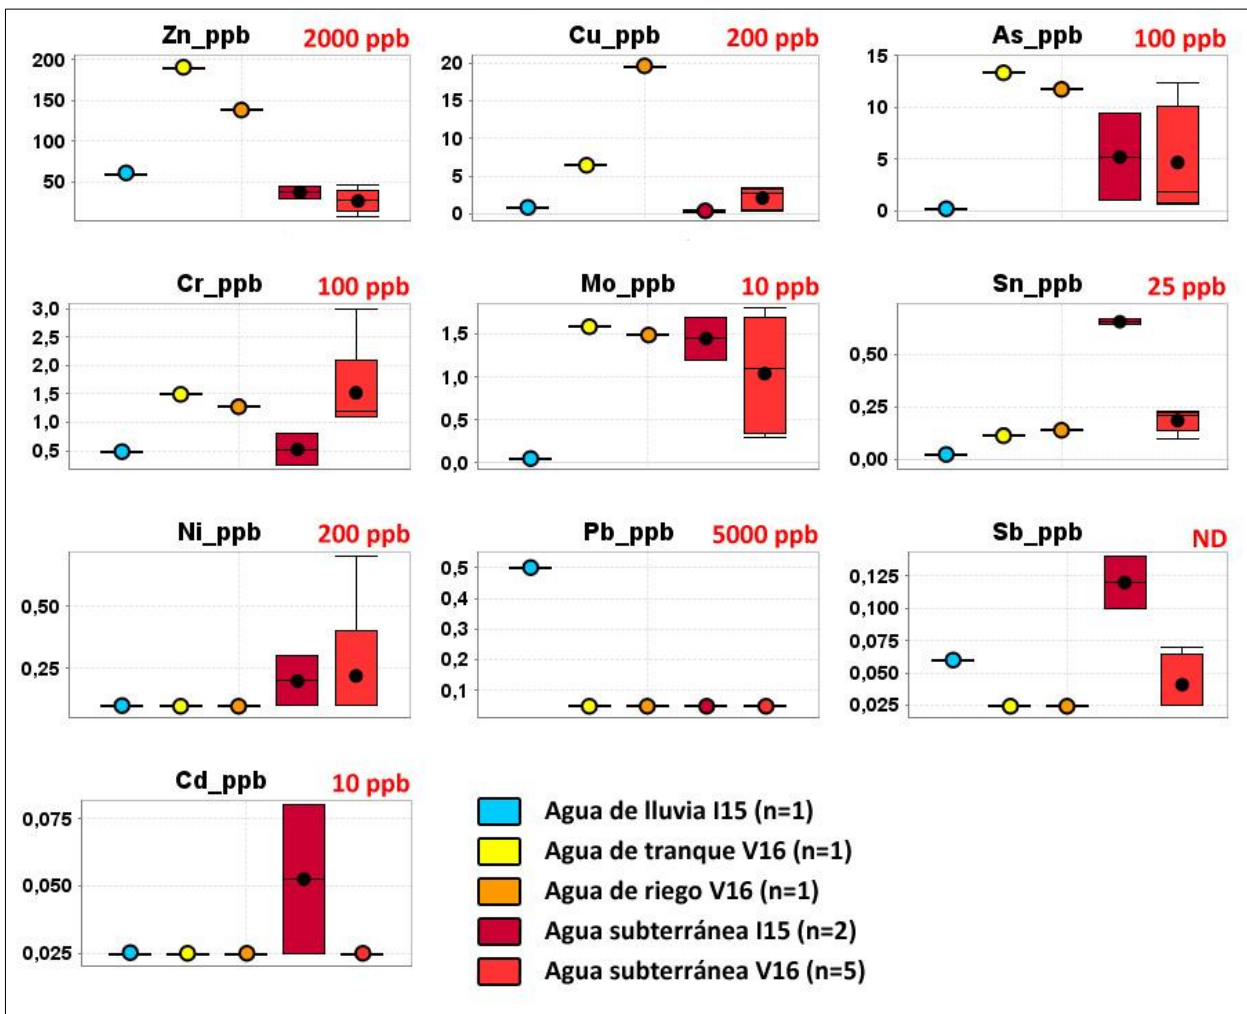 Zn_ppb 2000 ppb
200
150
100
50
Cu_ppb 200 ppb
20
15
10
5
0
As_ppb 100 ppb
15
10
5
0
Cr_ppb 100 ppb
3,0
2,5
2,0
1,5
1,0
0,5
Mo_ppb 10 ppb
1,5
1,0
0,5
0,0
Sn_ppb 25 ppb
0,50
0,25
0,00
Ni_ppb 200 ppb
0,50
0,25
Pb_ppb 5000 ppb
0,5
0,4
0,3
0,2
0,1
Sb_ppb ND
0,125
0,100
0,075
0,050
0,025
Cd_ppb 10 ppb
0,075
0,050
0,025
Agua de lluvia I15 (n=1)
Agua de tranque V16 (n=1)
Agua de riego V16 (n=1)
Agua subterránéa I15 (n=2)
Agua subterránéa V16 (n=5)